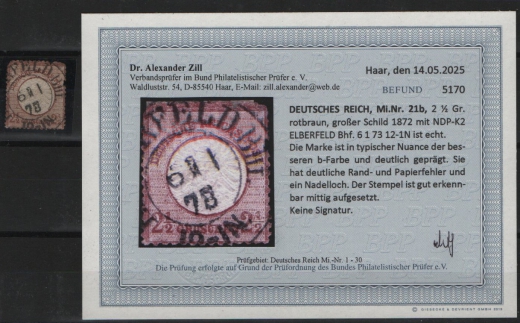 Dr. Alexander Zill
Verbandsprüfer im Bund Philatelistischer Prüfer e. V.
Waldluststr. 54, D-85540 Haar, E-Mail: zill.alexander@web.de
Haar, den 14.05.2025
BEFUND 5170
DEUTSCHES REICH, Mi.Nr. 21b, 2 ½ Gr.
rotbraun, großer Schild 1872 mit NDP-K2
ELBERFELD Bhf. 6 1 73 12-1N ist echt.
Die Marke ist in typischer Nuance der bes-
seren b-Farbe und deutlich geprägt. Sie
hat deutliche Rand- und Papierfehler und
ein Nadelloch. Der Stempel ist gut erkenn-
bar mittig aufgesetzt.
Keine Signatur.
Prüfgebiet: Deutsches Reich Mi.-Nr. 1 - 30
Die Prüfung erfolgte auf Grund der Prüfordnung des Bundes Philatelistischer Prüfer e.V.